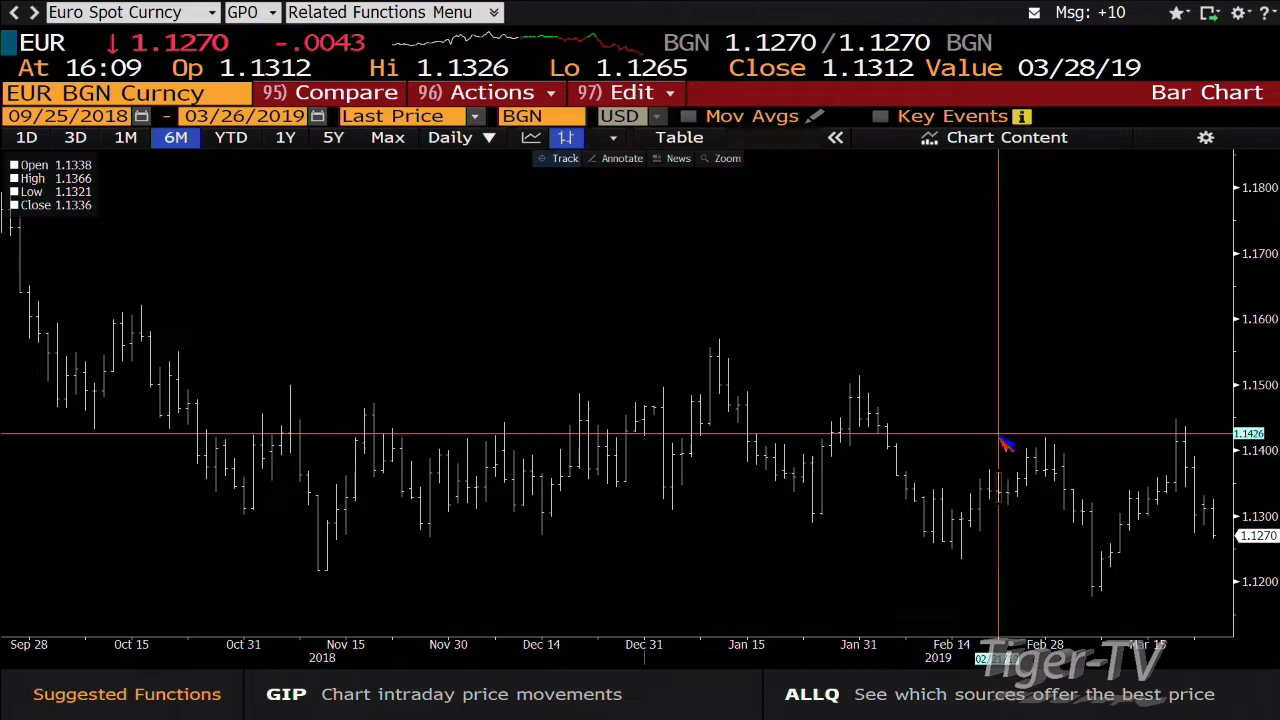 Euro Spot Curncy GPO Related Functions Menu Msg: +10 ?
EUR ↓ 1.1270 -.0043 BGN 1.1270/1.1270 BGN
At 16:09 Op 1.1312 Hi 1.1326 Lo 1.1265 Close 1.1312 Value 03/28/19
EUR BGN Curncy 95) Compare 96) Actions 97) Edit Bar Chart
09/25/2018 - 03/26/2019 Last Price BGN USD Mov Avgs Key Events i
1D 3D 1M 6M YTD 1Y 5Y Max Daily Table Chart Content
Track Annotate News Zoom
Open 1.1338
High 1.1366
Low 1.1321
Close 1.1336
1.1800
1.1700
1.1600
1.1500
1.1426
1.1400
1.1300
1.1270
1.1200
Sep 28 Oct 15 Oct 31 Nov 15 Nov 30 Dec 14 Dec 31 Jan 15 Jan 31 Feb 14 Feb 28 Mar 15
2018 2019 02/21/19
Tiger-TV
Suggested Functions GIP Chart intraday price movements ALLQ See which sources offer the best price